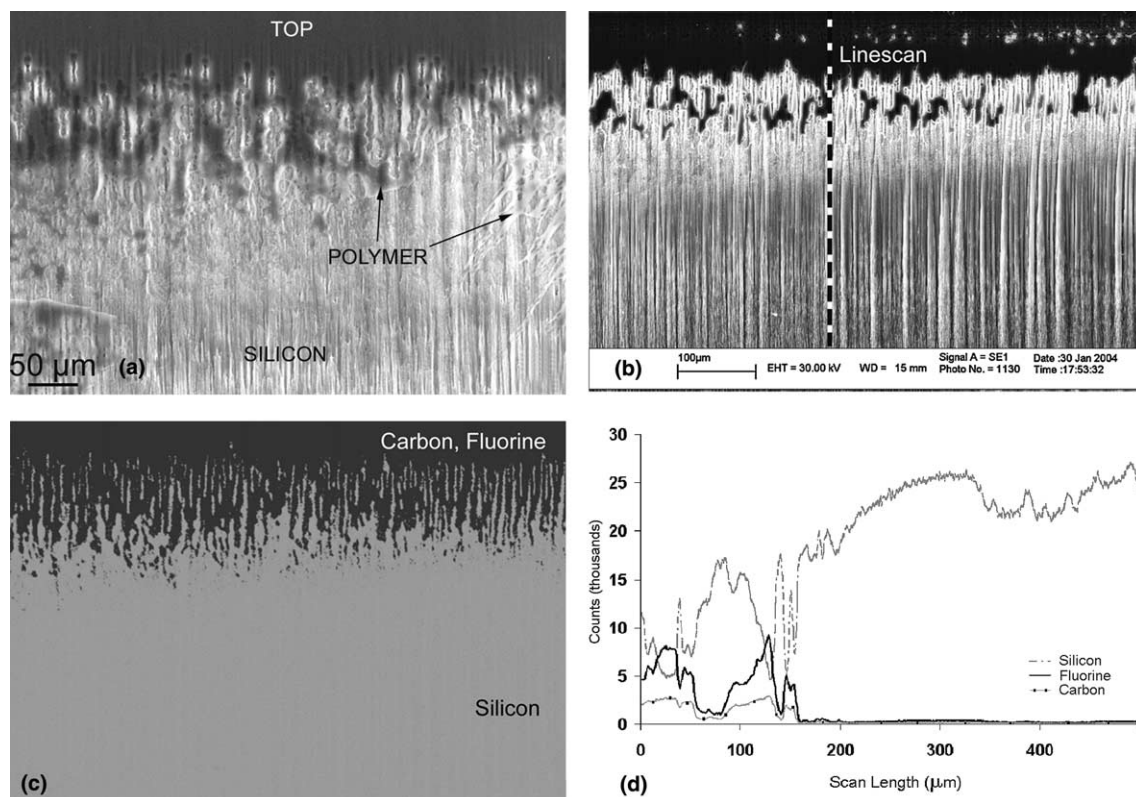 (a)
TOP
POLYMER
SILICON
50 µm
(b)
Linescan
100µm
EHT = 30.00 kV
WD = 15 mm
Signal A = SE1
Photo No. = 1130
Date :30 Jan 2004
Time :17:53:32
(c)
Carbon, Fluorine
Silicon
(d)
Counts (thousands)
30
25
20
15
10
5
0
0 100 200 300 400
Scan Length (µm)
Silicon
Fluorine
Carbon